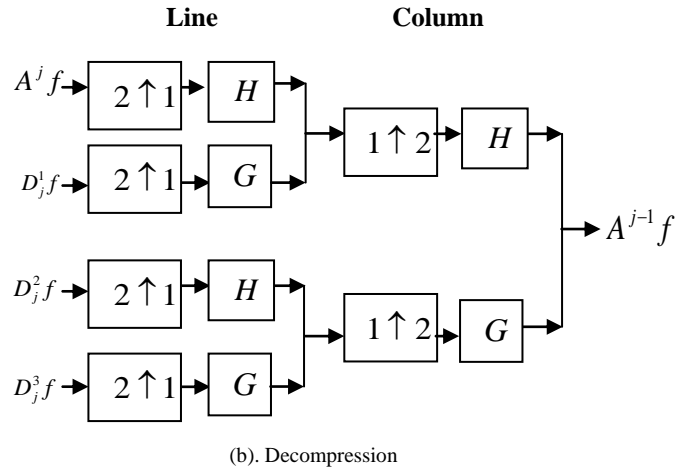 Line Column
A^j f 2 ↑ 1 H
1 ↑ 2 H
D_j^1 f 2 ↑ 1 G
A^{j-1} f
D_j^2 f 2 ↑ 1 H
1 ↑ 2 G
D_j^3 f 2 ↑ 1 G
(b). Decompression